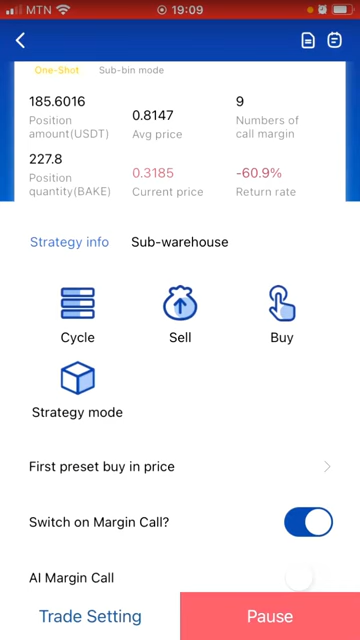 MTN 19:09
One-Shot Sub-bin mode
185.6016 0.8147 9
Position amount(USDT) Avg price Numbers of call margin
227.8 0.3185 -60.9%
Position quantity(BAKE) Current price Return rate
Strategy info Sub-warehouse
Cycle Sell Buy
Strategy mode
First preset buy in price
Switch on Margin Call?
AI Margin Call
Trade Setting Pause